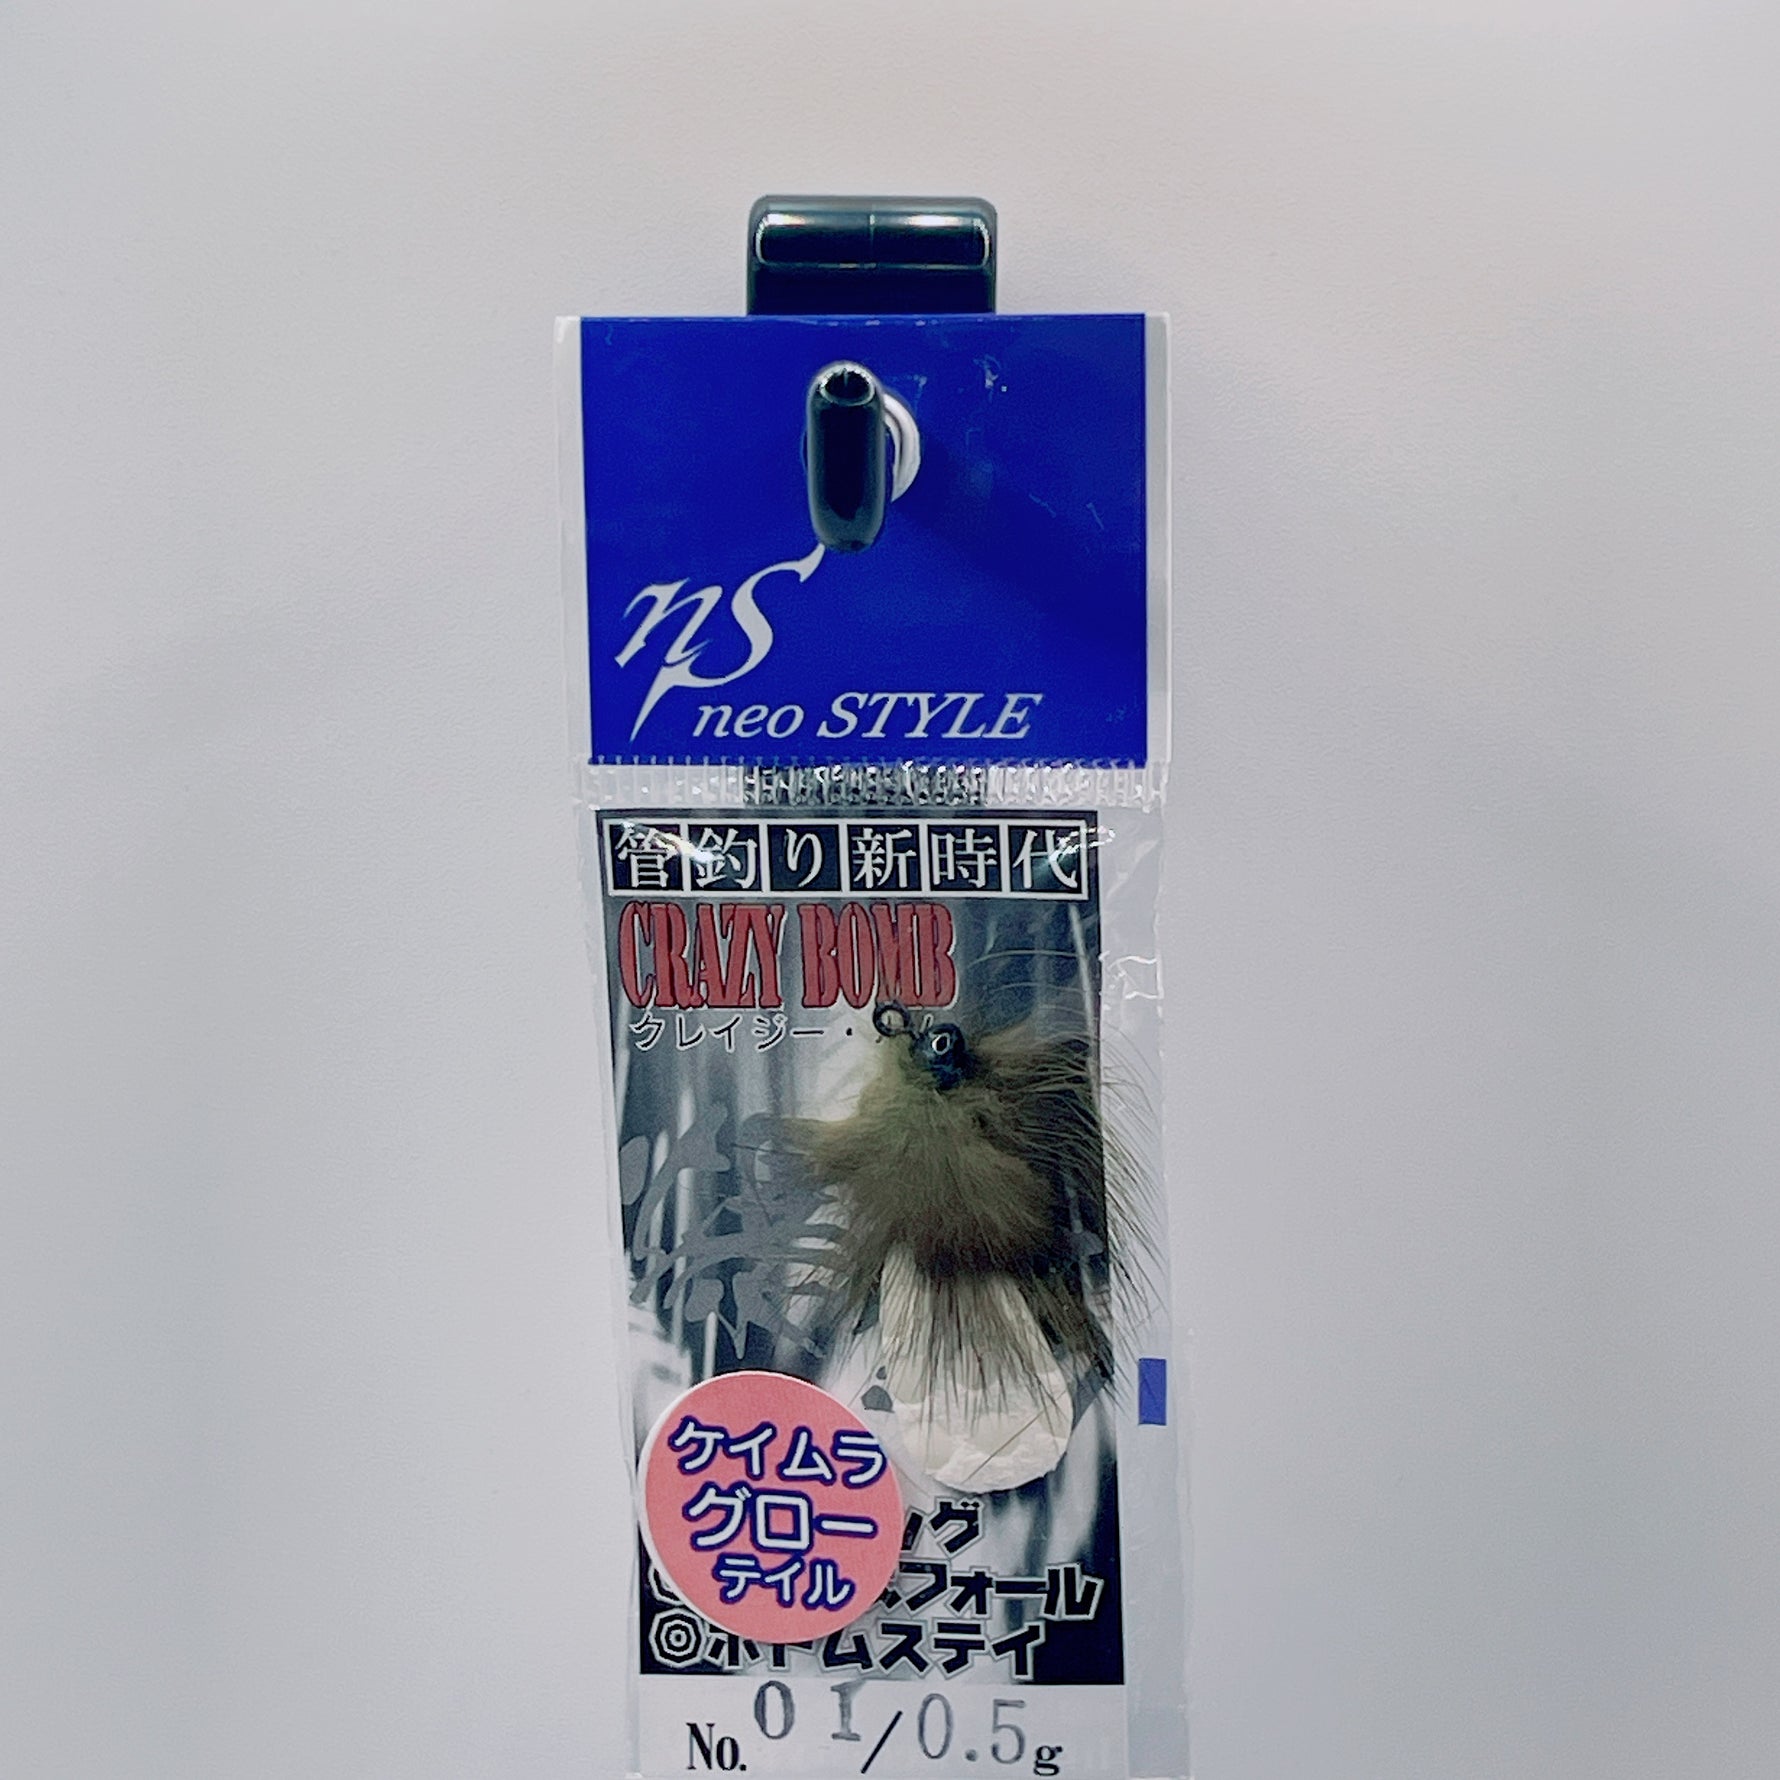 ns
neo STYLE
管釣り新時代
CRAZY BOMB
クレイジー・
ケイムラ
グロー
テイル
グ
フォール
◎ボトムステイ
No. 01/0.5g